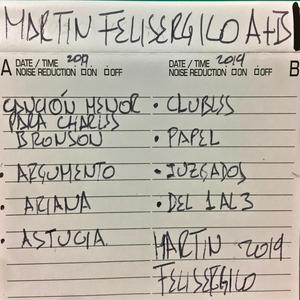 MARTIN FELISERGILO A+B
A DATE / TIME 2019
NOISE REDUCTION ON OFF
DATE / TIME 2019 B
NOISE REDUCTION ON OFF
CANCIÓN MENOR
PARA CHARLES
BRONSON
• ARGUMENTO
• ARIANA
• ASTUCIA
• CLUBLES
• PAPEL
• JUZGADOS
• DEL 1 AL 3
MARTIN 2019
FELISERGILO